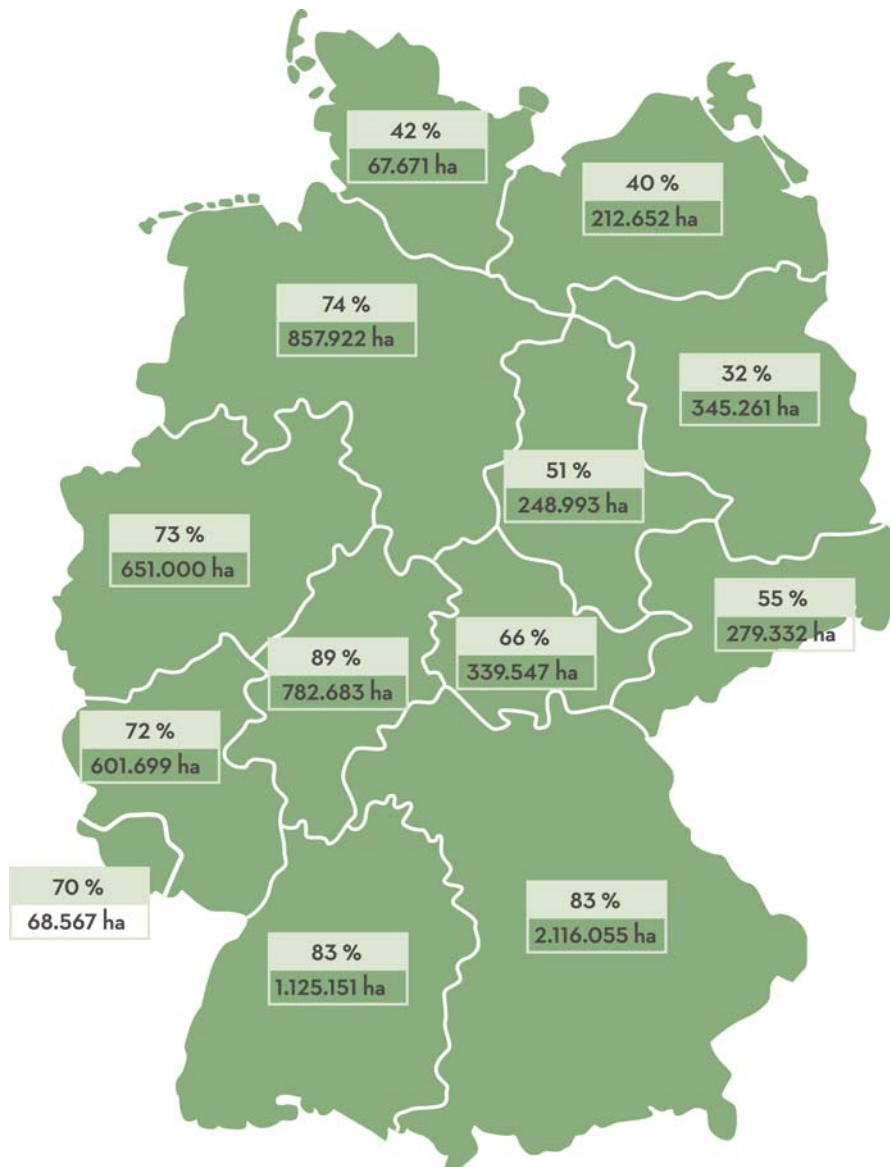 42 %
67.671 ha
40 %
212.652 ha
74 %
857.922 ha
32 %
345.261 ha
51 %
248.993 ha
73 %
651.000 ha
55 %
279.332 ha
66 %
339.547 ha
89 %
782.683 ha
72 %
601.699 ha
70 %
68.567 ha
83 %
2.116.055 ha
83 %
1.125.151 ha